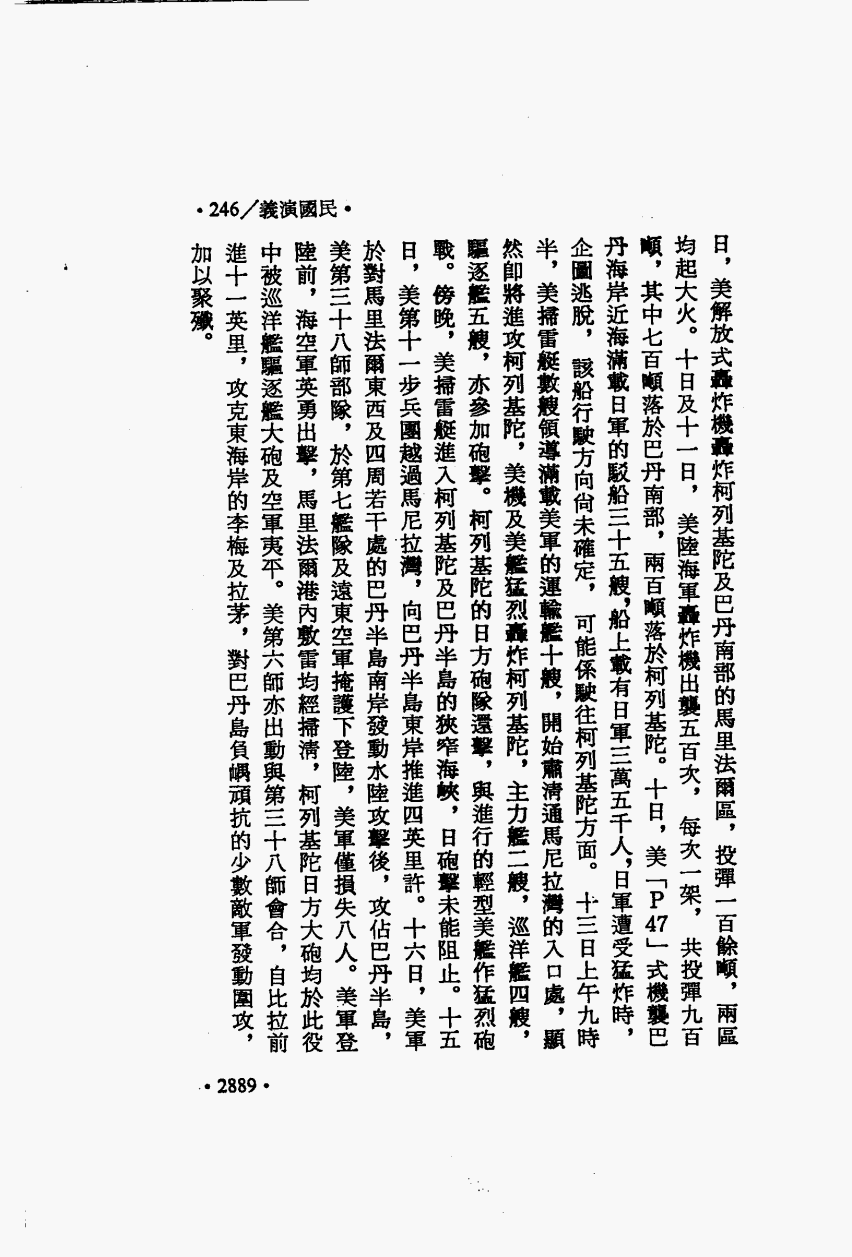 •246／義演國民•
日，美解放式轟炸機轟炸柯列基陀及巴丹南部的馬里法爾區，投彈一百餘噸，兩區
均起大火。十日及十一日，美陸海軍轟炸機出襲五百次，每次一架，共投彈九百
噸，其中七百噸落於巴丹南部，兩百噸落於柯列基陀。十日，美「P 47」式機襲巴
丹海岸近海滿載日軍的駁船三十五艘，船上載有日軍三萬五千人，日軍遭受猛炸時，
企圖逃脫，該船行駛方向尚未確定，可能係駛往柯列基陀方面。十三日上午九時
半，美掃雷艇數艘領導滿載美軍的運輸艦十艘，開始肅清通馬尼拉灣的入口處，顯
然卽將進攻柯列基陀，美機及美艦猛烈轟炸柯列基陀，主力艦二艘，巡洋艦四艘，
驅逐艦五艘，亦參加砲擊。柯列基陀的日方砲隊還擊，與進行的輕型美艦作猛烈砲
戰。傍晚，美掃雷艇進入柯列基陀及巴丹半島的狹窄海峽，日砲擊未能阻止。十五
日，美第十一步兵團越過馬尼拉灣，向巴丹半島東岸推進四英里許。十六日，美軍
於對馬里法爾東西及四周若干處的巴丹半島南岸發動水陸攻擊後，攻佔巴丹半島，
美第三十八師部隊，於第七艦隊及遠東空軍掩護下登陸，美軍僅損失八人。美軍登
陸前，海空軍英勇出擊，馬里法爾港內敷雷均經掃清，柯列基陀日方大砲均於此役
中被巡洋艦驅逐艦大砲及空軍夷平。美第六師亦出動與第三十八師會合，自比拉前
進十一英里，攻克東海岸的李梅及拉茅，對巴丹島負嵎頑抗的少數敵軍發動圍攻，
加以聚殲。
•2889•